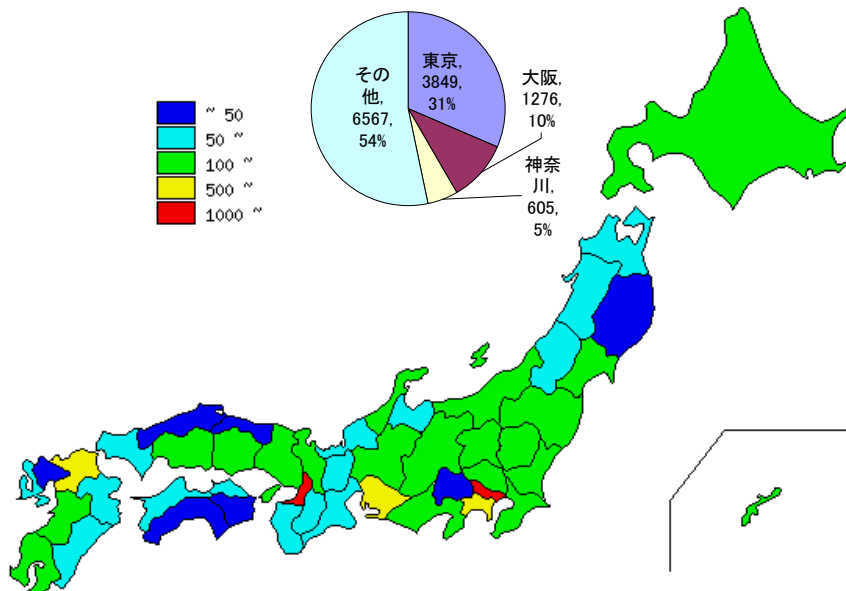 東京,
3849,
31%
大阪,
1276,
10%
神奈
川,
605,
5%
その
他,
6567,
54%
~ 50
50 ~
100 ~
500 ~
1000 ~